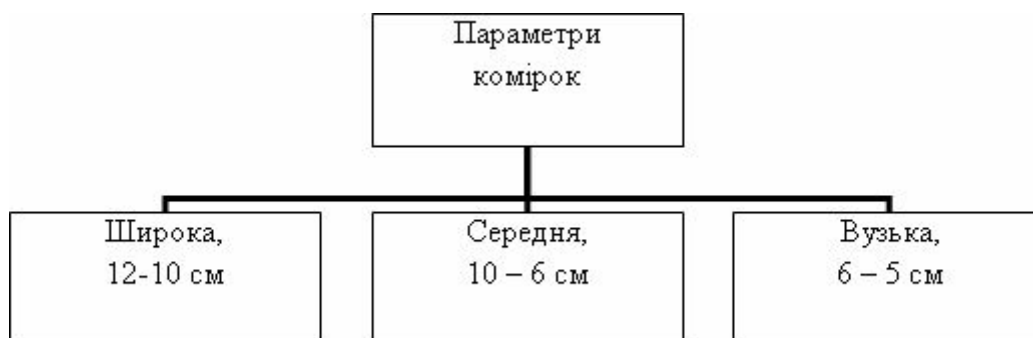 Параметри
комірок
Широка,
12-10 см
Середня,
10 – 6 см
Вузька,
6 – 5 см